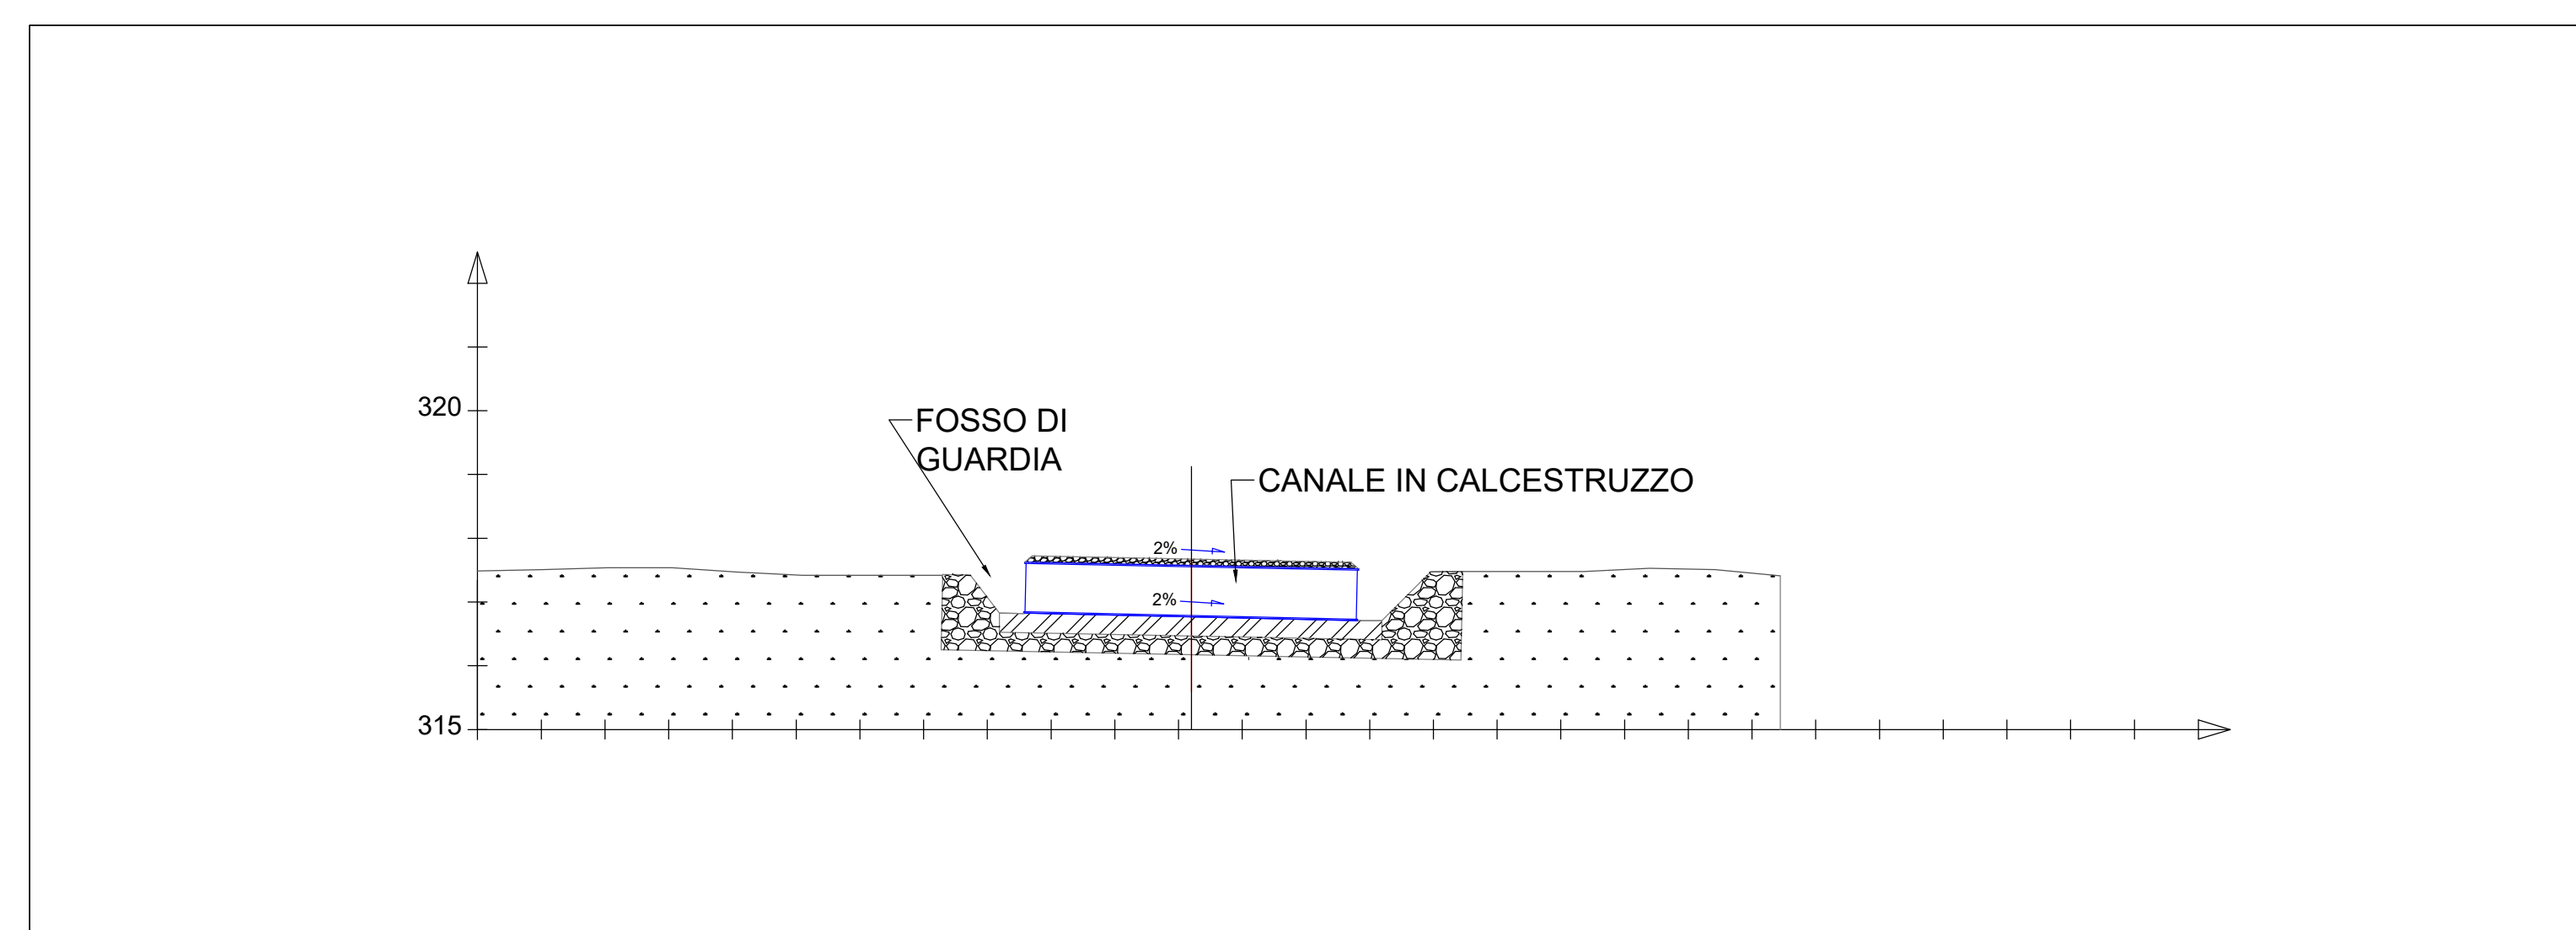 320
FOSSO DI
GUARDIA
CANALE IN CALCESTRUZZO
2%
2%
315